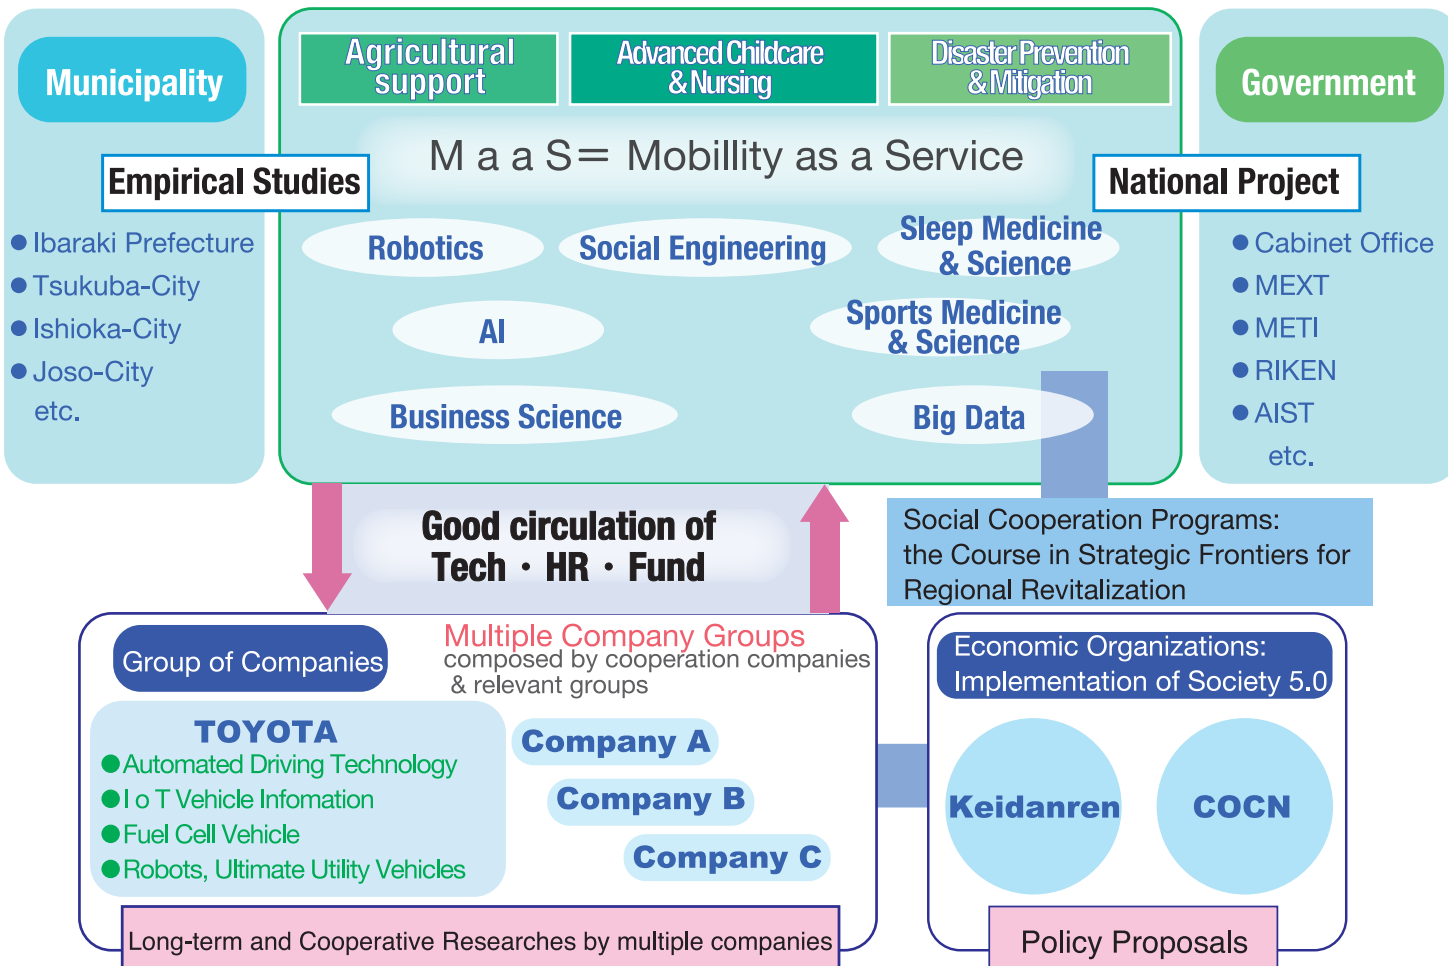 Municipality
Empirical Studies
● Ibaraki Prefecture
● Tsukuba-City
● Ishioka-City
● Joso-City
etc.
Agricultural
support
Advanced Childcare
& Nursing
Disaster Prevention
& Mitigation
M a a S = Mobillity as a Service
Robotics
Social Engineering
Sleep Medicine
& Science
AI
Sports Medicine
& Science
Business Science
Big Data
Government
National Project
● Cabinet Office
● MEXT
● METI
● RIKEN
● AIST
etc.
Good circulation of
Tech・HR・Fund
Social Cooperation Programs:
the Course in Strategic Frontiers for
Regional Revitalization
Group of Companies
Multiple Company Groups
composed by cooperation companies
& relevant groups
TOYOTA
● Automated Driving Technology
● I o T Vehicle Infomation
● Fuel Cell Vehicle
● Robots, Ultimate Utility Vehicles
Company A
Company B
Company C
Long-term and Cooperative Researches by multiple companies
Economic Organizations:
Implementation of Society 5.0
Keidanren
COCN
Policy Proposals